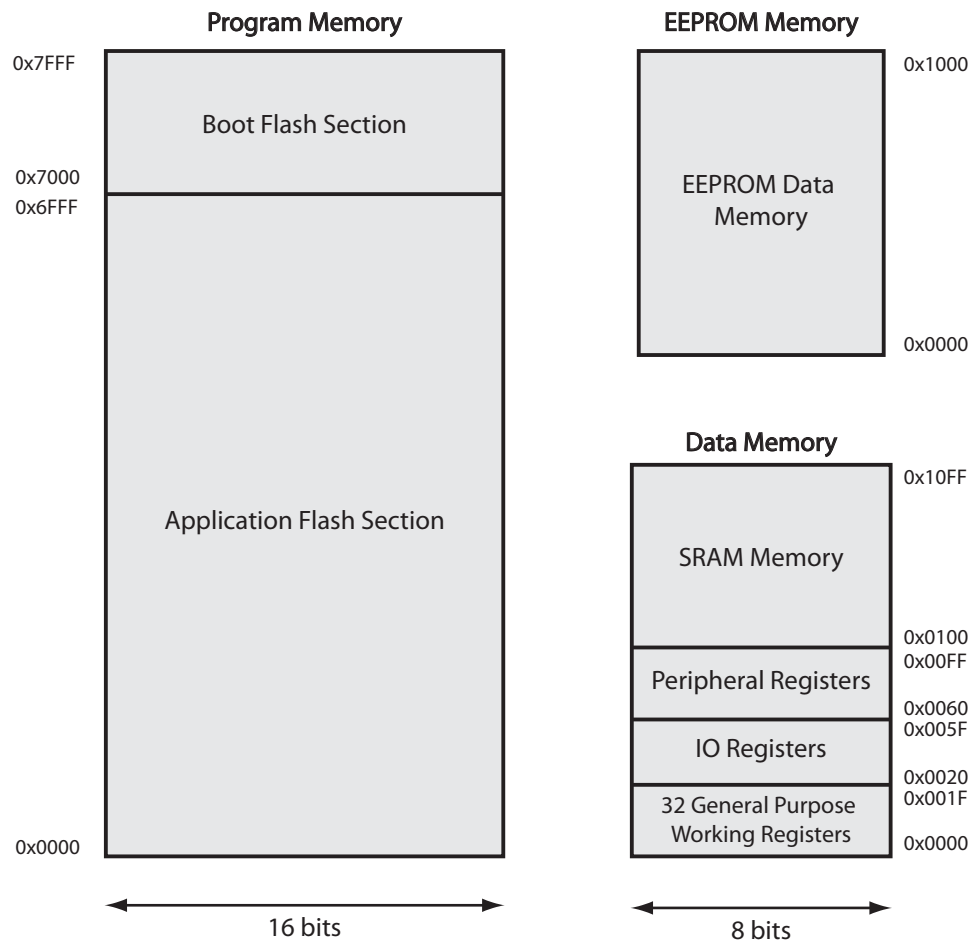 Program Memory
0x7FFF
Boot Flash Section
0x7000
0x6FFF
Application Flash Section
0x0000
16 bits
EEPROM Memory
0x1000
EEPROM Data
Memory
0x0000
Data Memory
0x10FF
SRAM Memory
0x0100
0x00FF
Peripheral Registers
0x0060
0x005F
IO Registers
0x0020
0x001F
32 General Purpose
Working Registers
0x0000
8 bits